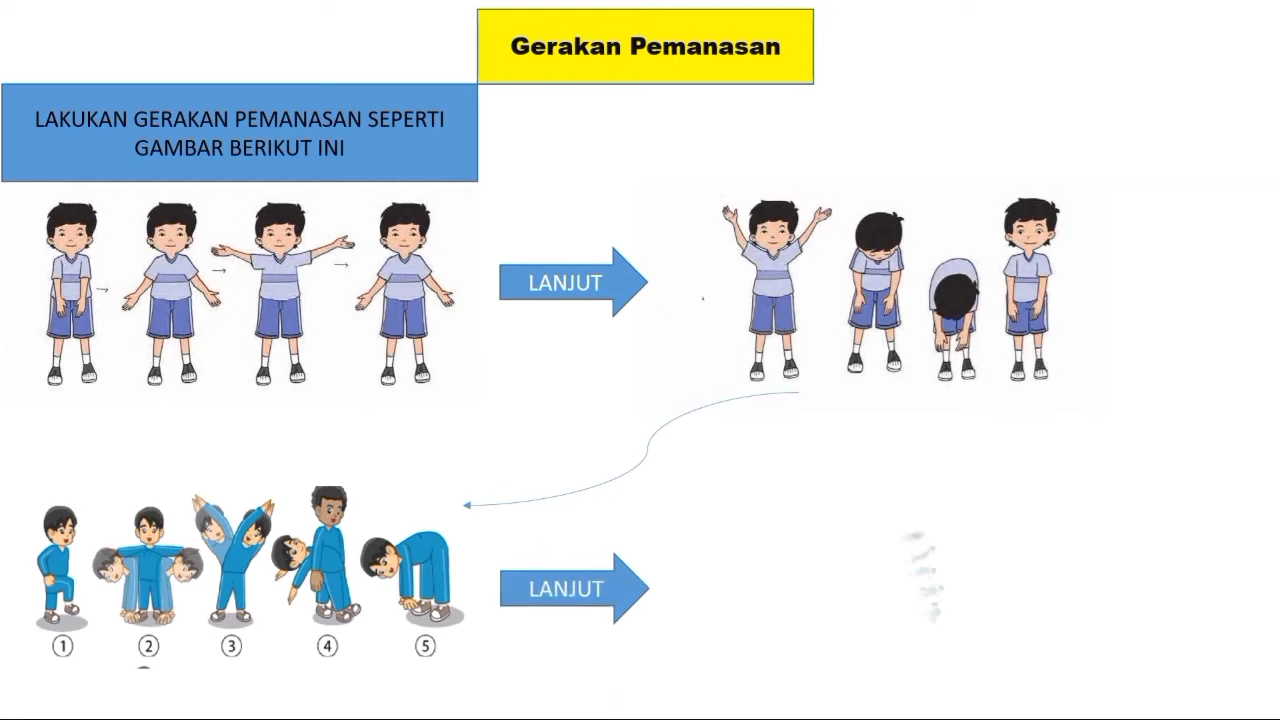 Gerakan Pemanasan
LAKUKAN GERAKAN PEMANASAN SEPERTI
GAMBAR BERIKUT INI
LANJUT
LANJUT
1 2 3 4 5